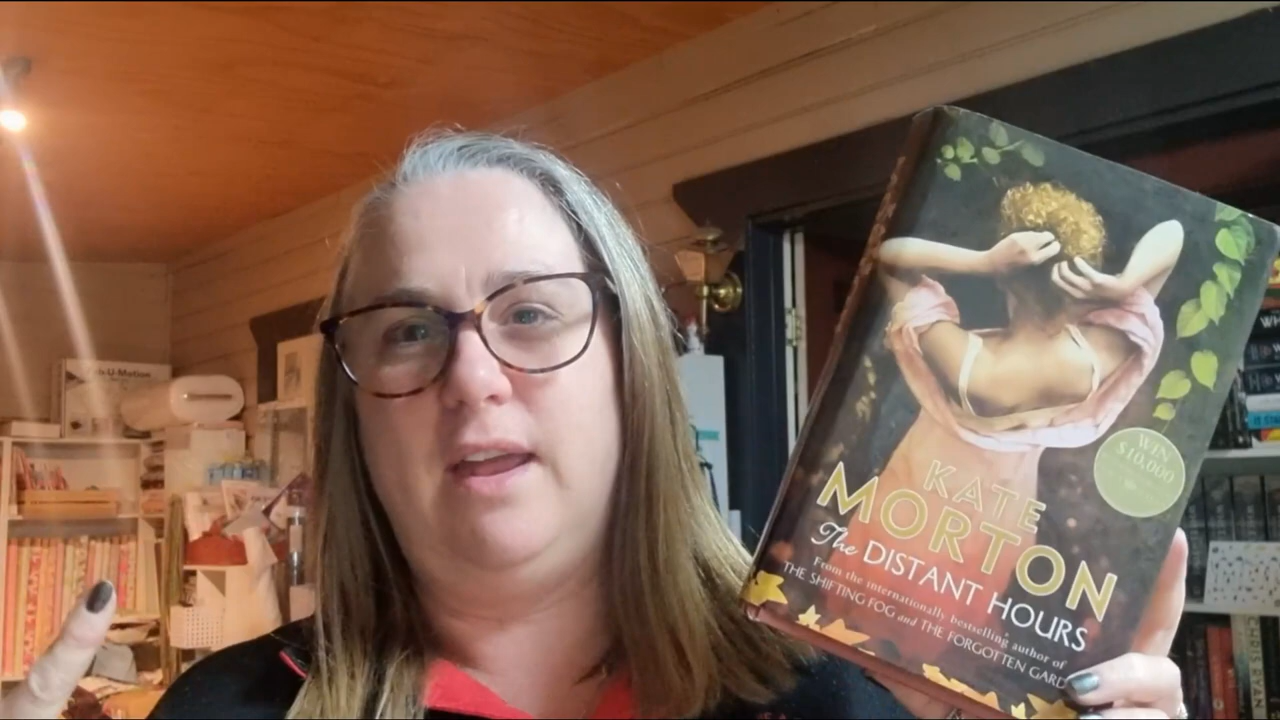 KATE
MORTON
The DISTANT HOURS
From the internationally bestselling author of
THE SHIFTING FOG and THE FORGOTTEN GARD
WIN
$10,000